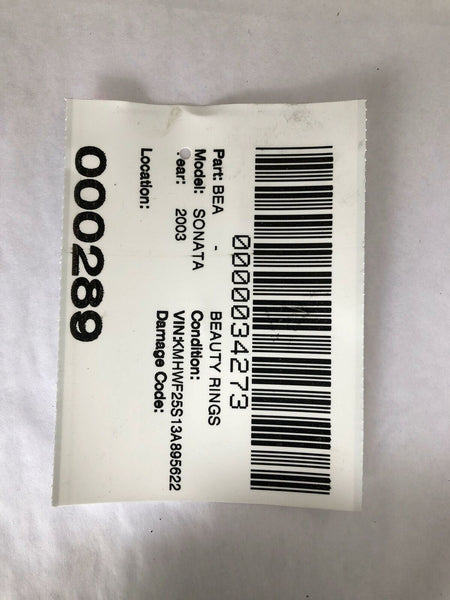 0000034273
Part: BEA - BEAUTY RINGS
Model: SONATA Condition:
Year: 2003 VIN:KMHWF25S13A895622
Damage Code:
Location:
000289